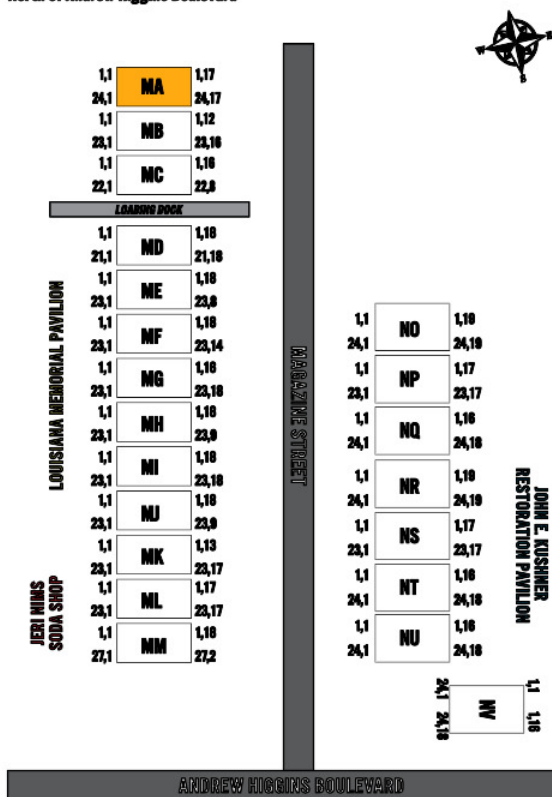 North of Andrew Higgins Boulevard
N
E
S
W
1,1 MA 1,17
24,1 24,17
1,1 MB 1,12
23,1 23,16
1,1 MC 1,16
22,1 22,8
LOADING DOCK
1,1 MD 1,18
21,1 21,18
1,1 ME 1,18
23,1 23,8
1,1 MF 1,18
23,1 23,14
1,1 MG 1,16
23,1 23,18
1,1 MH 1,18
23,1 23,9
1,1 MI 1,18
23,1 23,18
1,1 MJ 1,18
23,1 23,9
1,1 MK 1,13
23,1 23,17
1,1 ML 1,17
23,1 23,17
1,1 MM 1,18
27,1 27,2
LOUISIANA MEMORIAL PAVILION
JERI NIMS
SODA SHOP
MAGAZINE STREET
1,1 NO 1,19
24,1 24,19
1,1 NP 1,17
23,1 23,17
1,1 NQ 1,16
24,1 24,18
1,1 NR 1,19
24,1 24,19
1,1 NS 1,17
23,1 23,17
1,1 NT 1,16
24,1 24,18
1,1 NU 1,16
24,1 24,18
JOHN E. KUSHNER
RESTORATION PAVILION
1,1 NV 1,16
24,1 24,18
ANDREW HIGGINS BOULEVARD